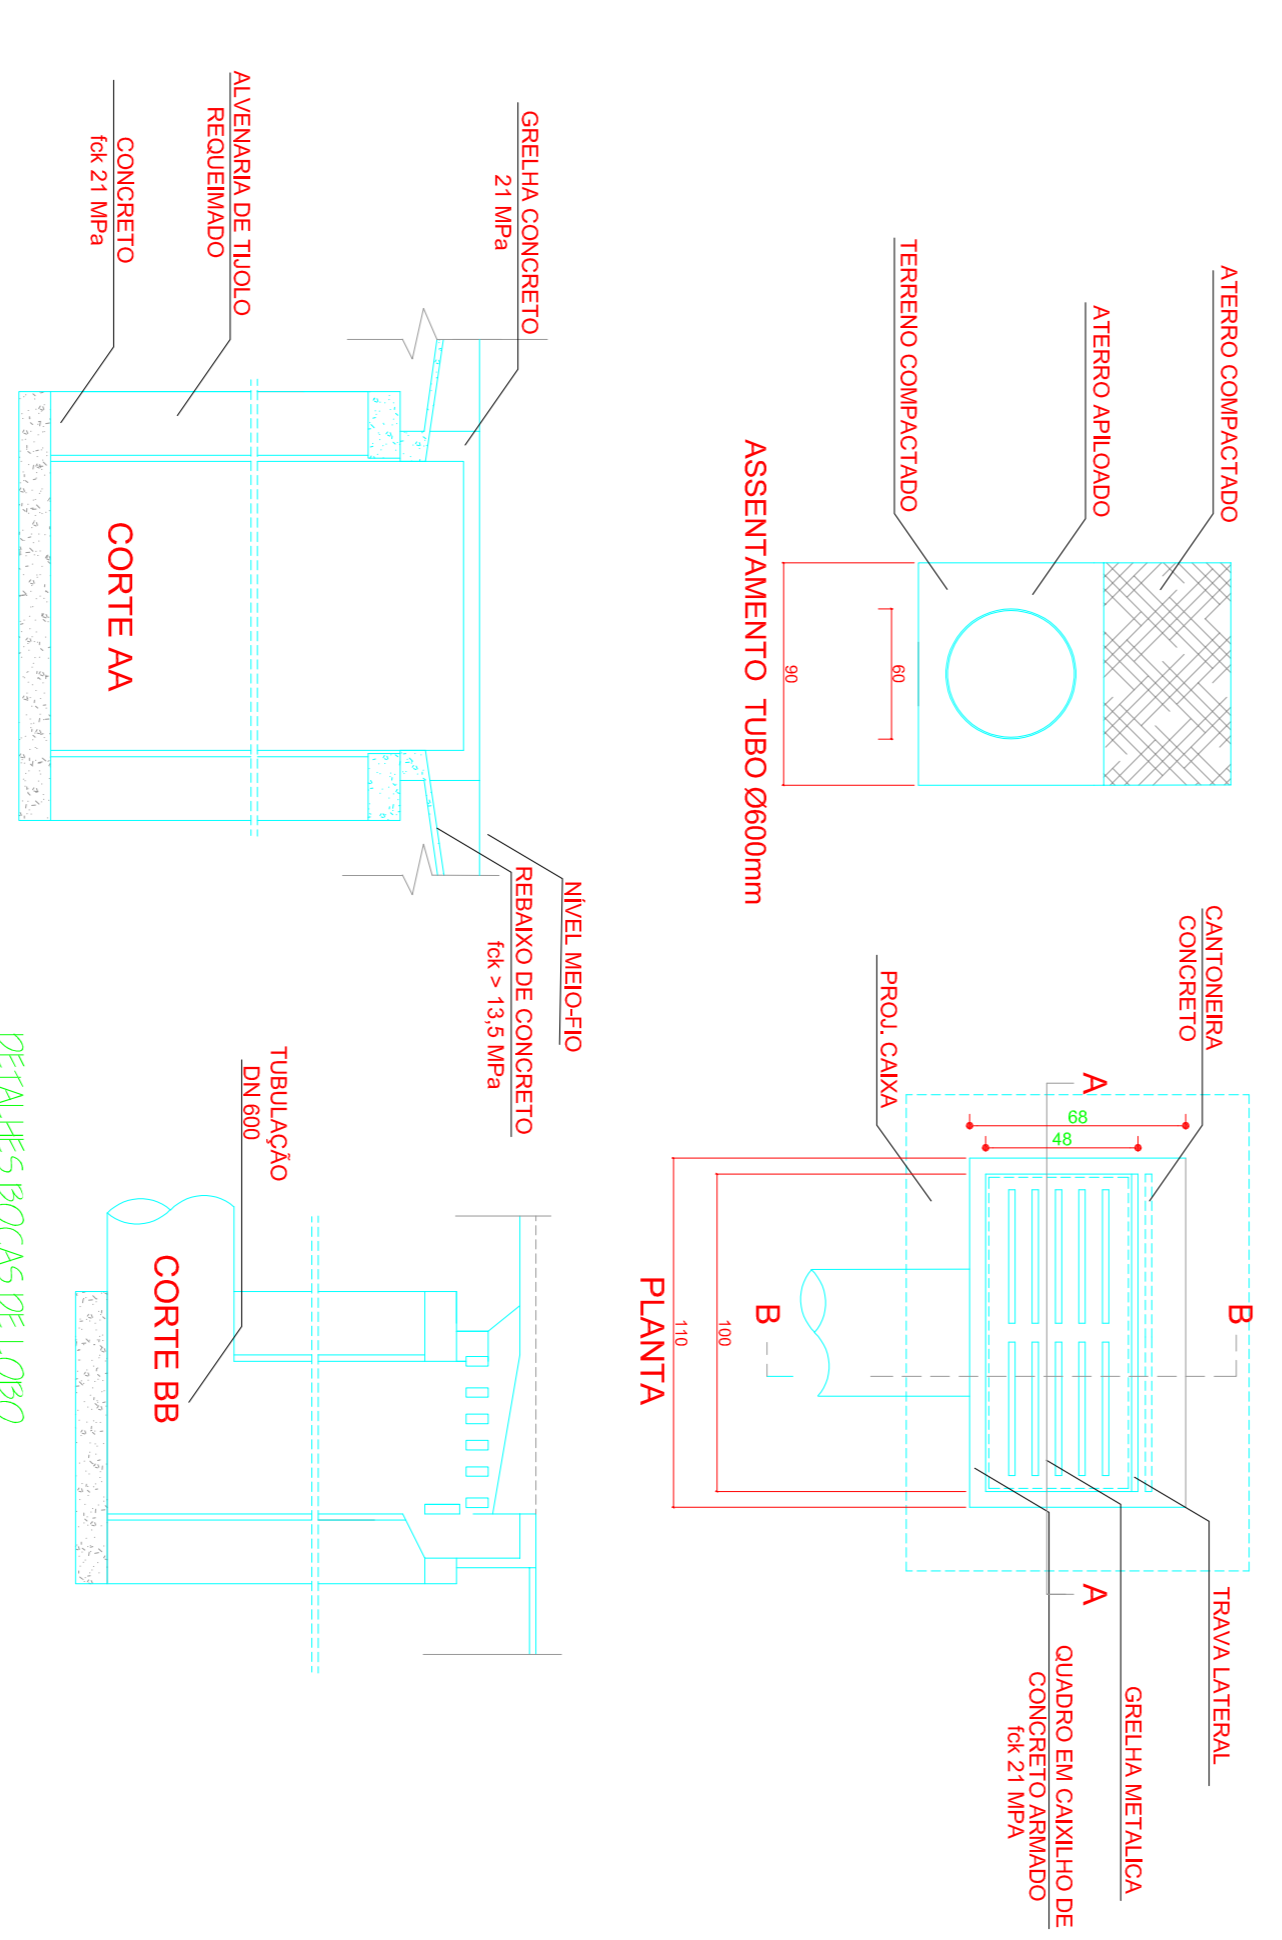 ATERRO COMPACTADO
ATERRO APILOADO
TERRENO COMPACTADO
60
90
ASSENTAMENTO TUBO Ø600mm
CANTONEIRA
CONCRETO
PROJ. CAIXA
A
A
B
B
68
48
100
110
PLANTA
TRAVA LATERAL
GRELHA METALICA
QUADRO EM CAIXILHO DE
CONCRETO ARMADO
fck 21 MPA
GRELHA CONCRETO
21 MPa
ALVENARIA DE TIJOLO
REQUEIMADO
CONCRETO
fck 21 MPa
CORTE AA
NÍVEL MEIO-FIO
REBAIXO DE CONCRETO
fck > 13,5 MPa
TUBULAÇÃO
DN 600
CORTE BB
DETALHES BOCAS DE LOBO